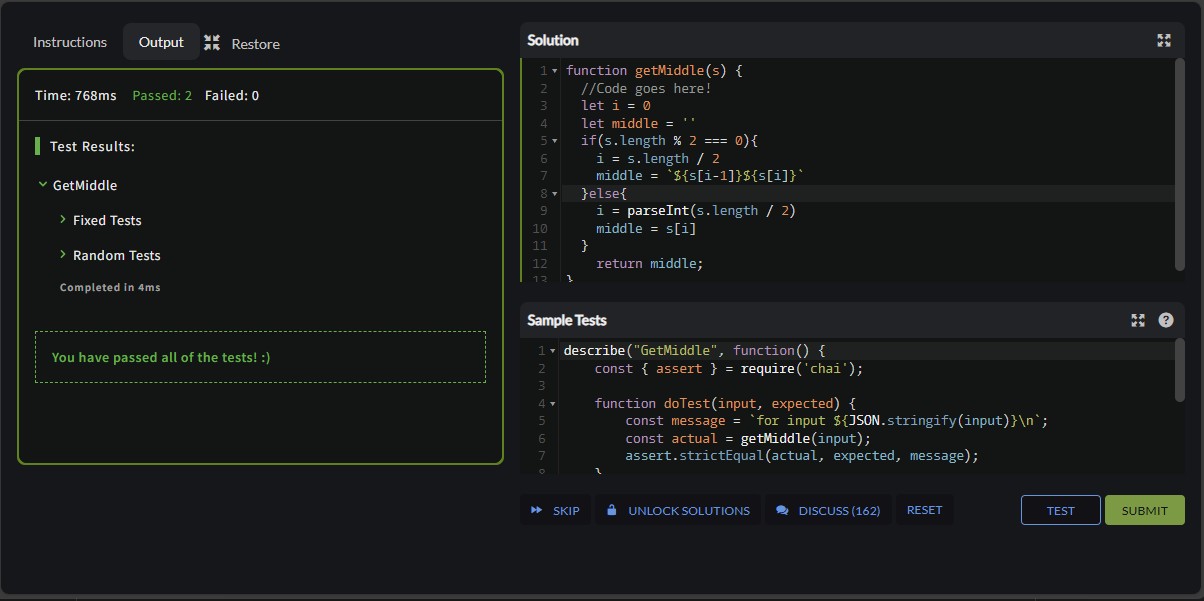 Instructions Output Restore
Time: 768ms Passed: 2 Failed: 0
Test Results:
GetMiddle
Fixed Tests
Random Tests
Completed in 4ms
You have passed all of the tests! :)
Solution
1 function getMiddle(s) {
2 //Code goes here!
3 let i = 0
4 let middle = ''
5 if(s.length % 2 === 0){
6 i = s.length / 2
7 middle = `${s[i-1]}${s[i]}`
8 }else{
9 i = parseInt(s.length / 2)
10 middle = s[i]
11 }
12 return middle;
13 }
Sample Tests
?
1 describe("GetMiddle", function() {
2 const { assert } = require('chai');
3
4 function doTest(input, expected) {
5 const message = `for input ${JSON.stringify(input)}\n`;
6 const actual = getMiddle(input);
7 assert.strictEqual(actual, expected, message);
8 }
SKIP UNLOCK SOLUTIONS DISCUSS (162) RESET TEST SUBMIT